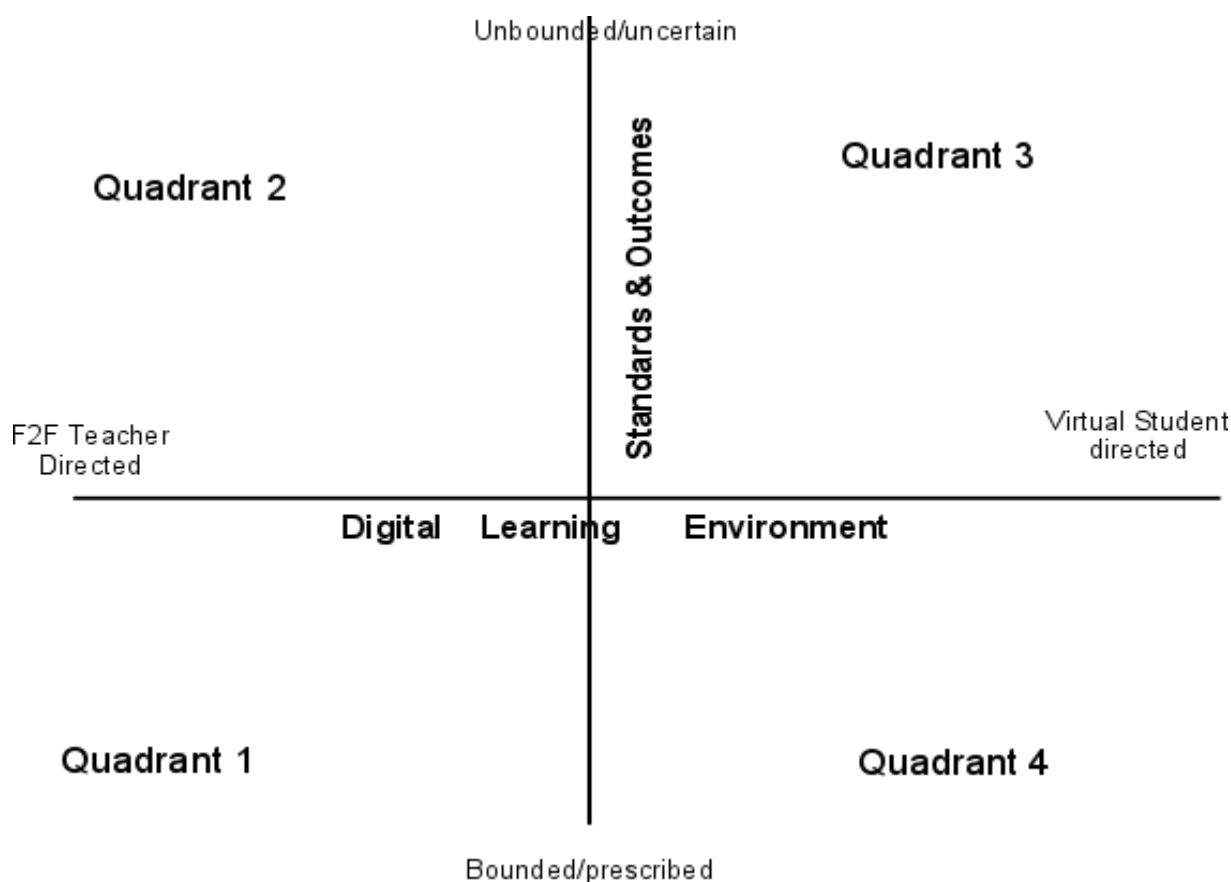 Unbounded/uncertain
Quadrant 2
Quadrant 3
Standards & Outcomes
F2F Teacher
Directed
Virtual Student
directed
Digital Learning Environment
Quadrant 1
Quadrant 4
Bounded/prescribed